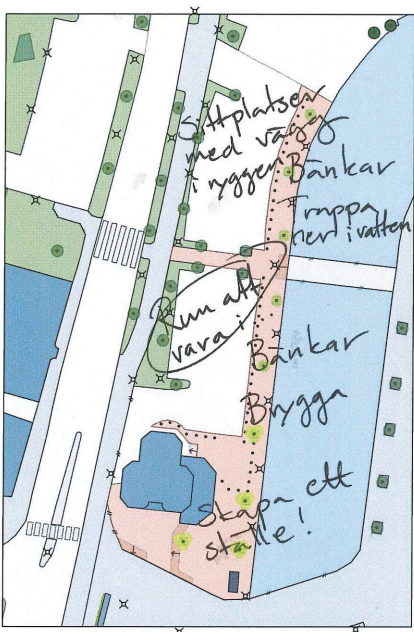 Sittplatser
med vägg
i ryggen
Bänkar
Trappa
ner i vatten
Rum att
vara i
Bänkar
Brygga
Skapa ett
ställe!